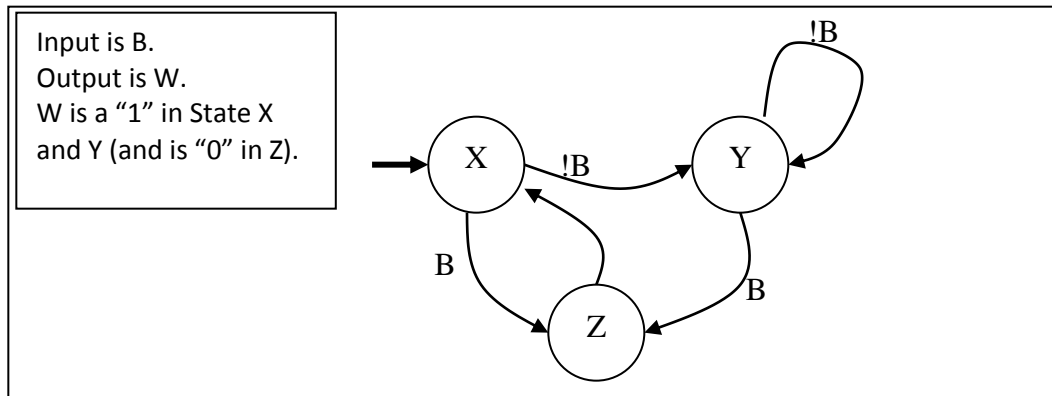 Input is B.
Output is W.
W is a “1” in State X
and Y (and is “0” in Z).
!B
X
Y
!B
B
B
Z